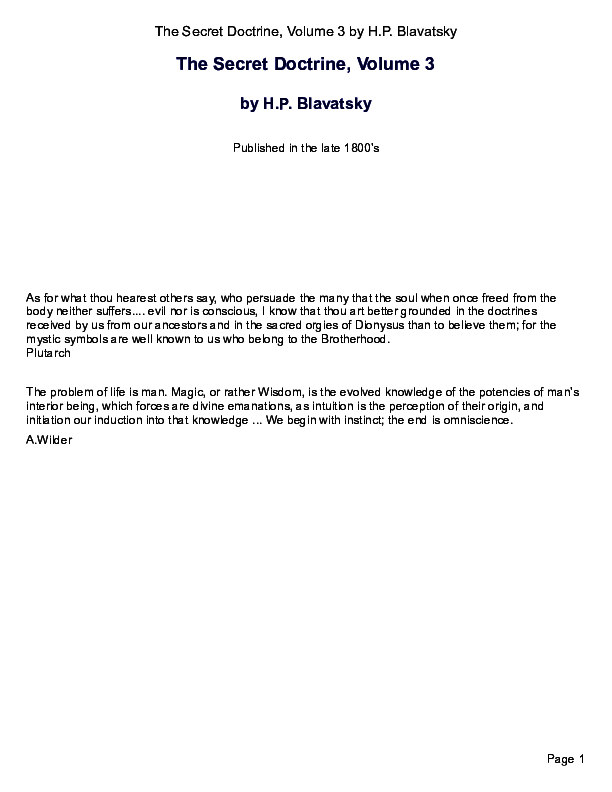 The Secret Doctrine, Volume 3 by H.P. Blavatsky
The Secret Doctrine, Volume 3
by H.P. Blavatsky
Published in the late 1800's
As for what thou hearest others say, who persuade the many that the soul when once freed from the
body neither suffers.... evil nor is conscious, I know that thou art better grounded in the doctrines
received by us from our ancestors and in the sacred orgies of Dionysus than to believe them; for the
mystic symbols are well known to us who belong to the Brotherhood.
Plutarch
The problem of life is man. Magic, or rather Wisdom, is the evolved knowledge of the potencies of man's
interior being, which forces are divine emanations, as intuition is the perception of their origin, and
initiation our induction into that knowledge ... We begin with instinct; the end is omniscience.
A.Wilder
Page 1